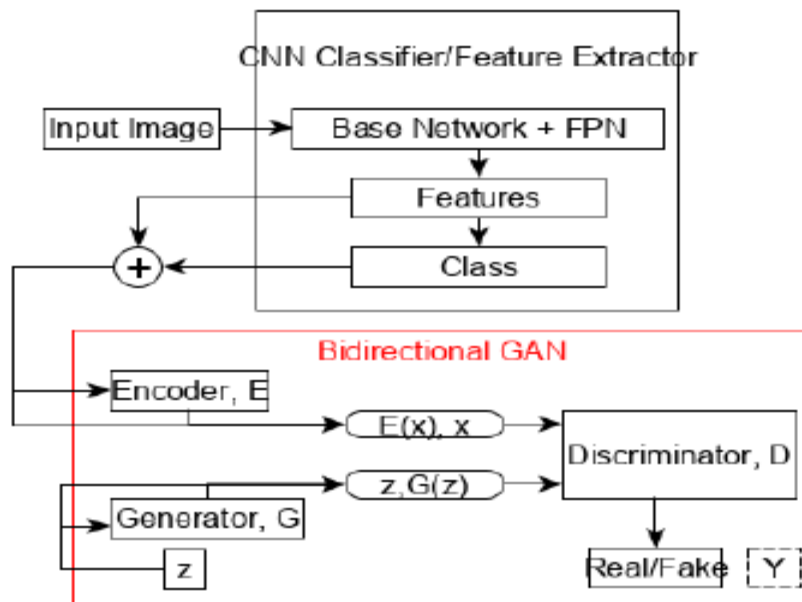 CNN Classifier/Feature Extractor
Input Image
Base Network + FPN
Features
+
Class
Bidirectional GAN
Encoder, E
E(x), x
Discriminator, D
z,G(z)
Generator, G
z
Real/Fake
Y